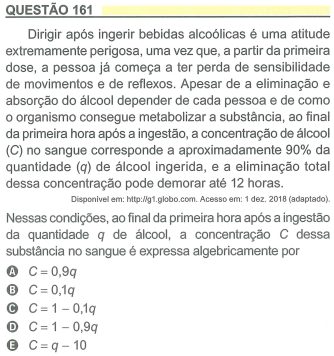 QUESTÃO 161
Dirigir após ingerir bebidas alcoólicas é uma atitude
extremamente perigosa, uma vez que, a partir da primeira
dose, a pessoa já começa a ter perda de sensibilidade
de movimentos e de reflexos. Apesar de a eliminação e
absorção do álcool depender de cada pessoa e de como
o organismo consegue metabolizar a substância, ao final
da primeira hora após a ingestão, a concentração de álcool
(C) no sangue corresponde a aproximadamente 90% da
quantidade (q) de álcool ingerida, e a eliminação total
dessa concentração pode demorar até 12 horas.
Disponível em: http://g1.globo.com. Acesso em: 1 dez. 2018 (adaptado).
Nessas condições, ao final da primeira hora após a ingestão
da quantidade q de álcool, a concentração C dessa
substância no sangue é expressa algebricamente por
A C = 0,9q
B C = 0,1q
C C = 1 – 0,1q
D C = 1 – 0,9q
E C = q – 10